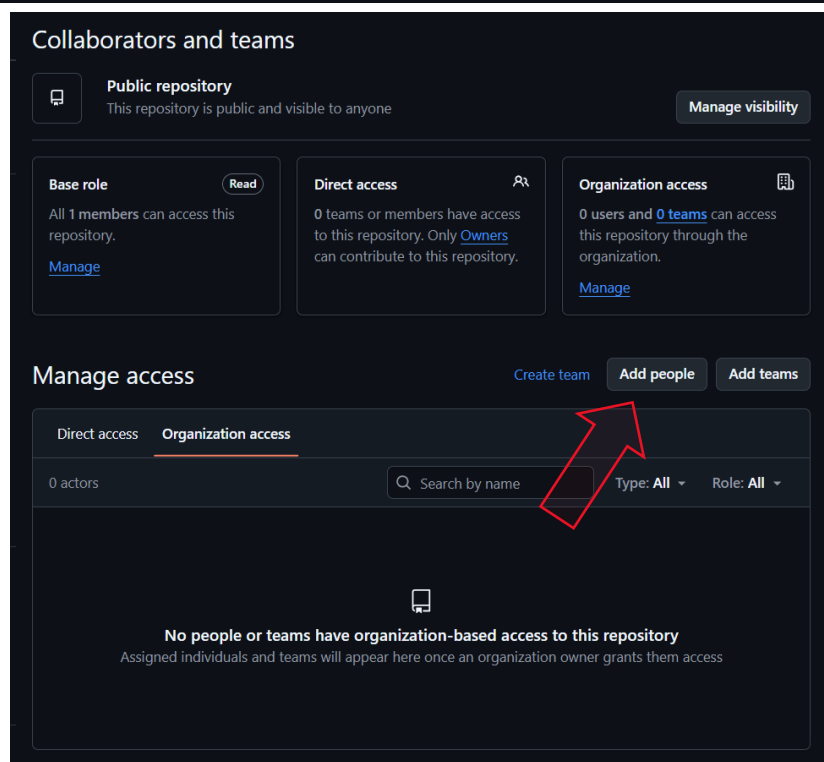 Collaborators and teams
Public repository
This repository is public and visible to anyone
Manage visibility
Base role
Read
All 1 members can access this
repository.
Manage
Direct access
0 teams or members have access
to this repository. Only Owners
can contribute to this repository.
Organization access
0 users and 0 teams can access
this repository through the
organization.
Manage
Manage access
Create team
Add people
Add teams
Direct access
Organization access
0 actors
Search by name
Type: All
Role: All
No people or teams have organization-based access to this repository
Assigned individuals and teams will appear here once an organization owner grants them access